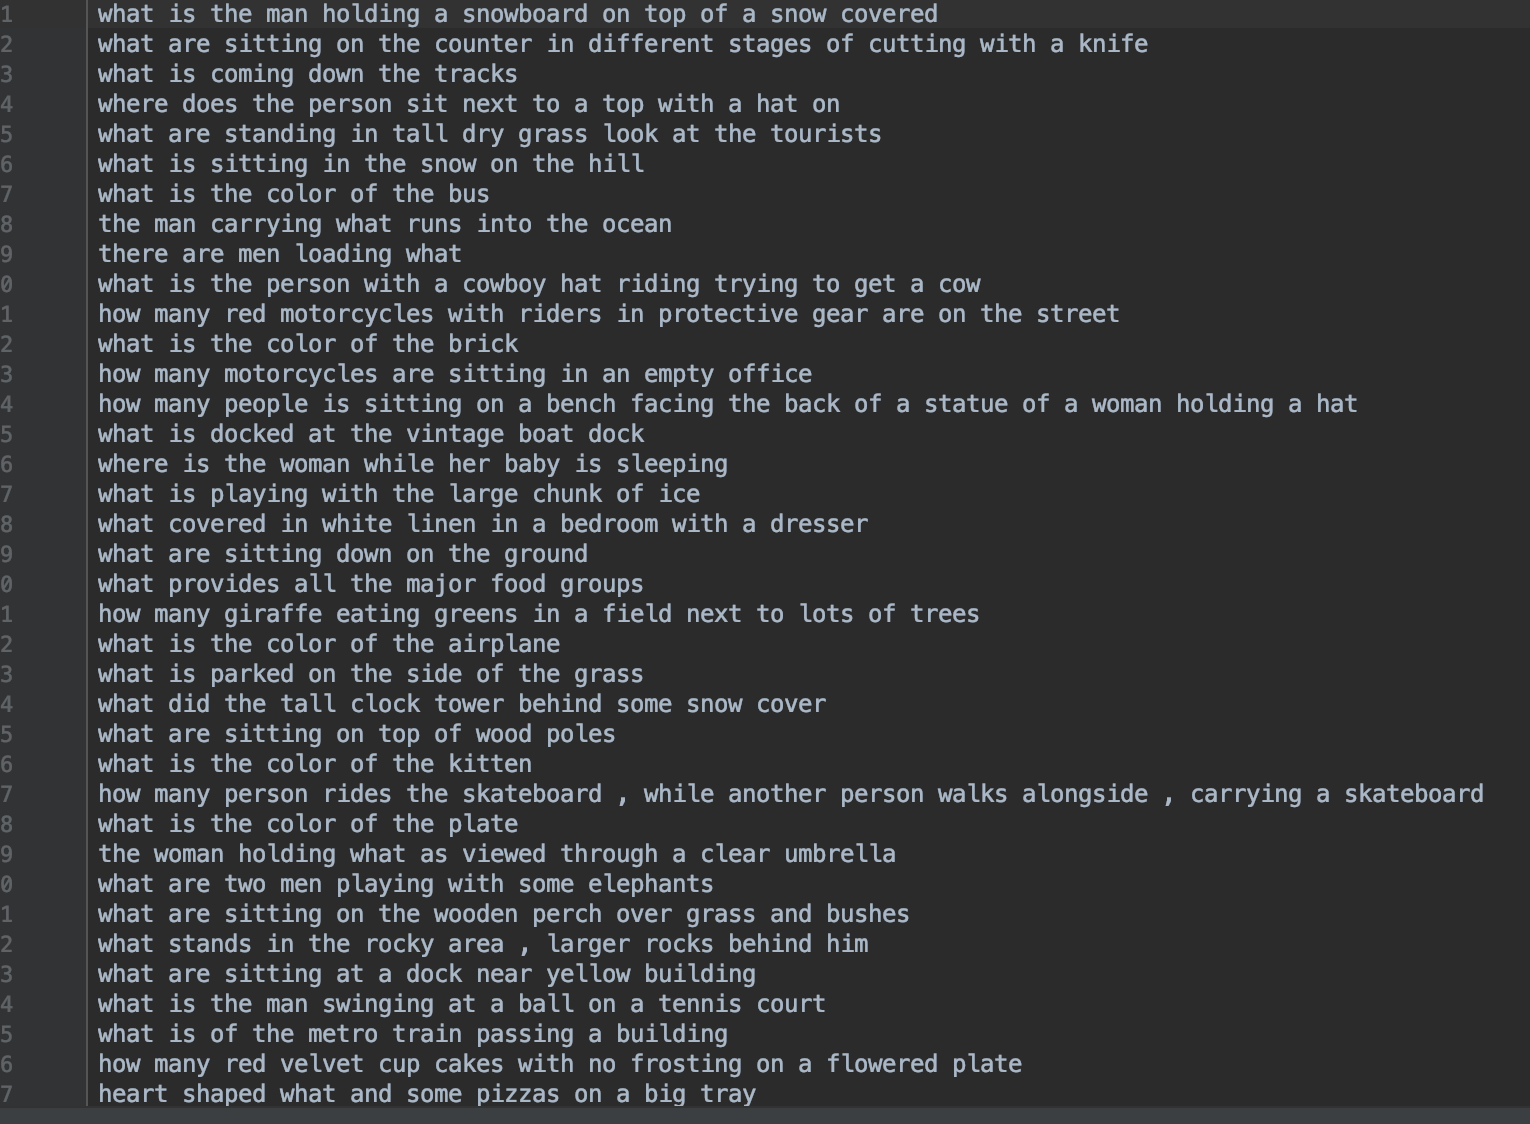 1 what is the man holding a snowboard on top of a snow covered
2 what are sitting on the counter in different stages of cutting with a knife
3 what is coming down the tracks
4 where does the person sit next to a top with a hat on
5 what are standing in tall dry grass look at the tourists
6 what is sitting in the snow on the hill
7 what is the color of the bus
8 the man carrying what runs into the ocean
9 there are men loading what
0 what is the person with a cowboy hat riding trying to get a cow
1 how many red motorcycles with riders in protective gear are on the street
2 what is the color of the brick
3 how many motorcycles are sitting in an empty office
4 how many people is sitting on a bench facing the back of a statue of a woman holding a hat
5 what is docked at the vintage boat dock
6 where is the woman while her baby is sleeping
7 what is playing with the large chunk of ice
8 what covered in white linen in a bedroom with a dresser
9 what are sitting down on the ground
0 what provides all the major food groups
1 how many giraffe eating greens in a field next to lots of trees
2 what is the color of the airplane
3 what is parked on the side of the grass
4 what did the tall clock tower behind some snow cover
5 what are sitting on top of wood poles
6 what is the color of the kitten
7 how many person rides the skateboard , while another person walks alongside , carrying a skateboard
8 what is the color of the plate
9 the woman holding what as viewed through a clear umbrella
0 what are two men playing with some elephants
1 what are sitting on the wooden perch over grass and bushes
2 what stands in the rocky area , larger rocks behind him
3 what are sitting at a dock near yellow building
4 what is the man swinging at a ball on a tennis court
5 what is of the metro train passing a building
6 how many red velvet cup cakes with no frosting on a flowered plate
7 heart shaped what and some pizzas on a big tray